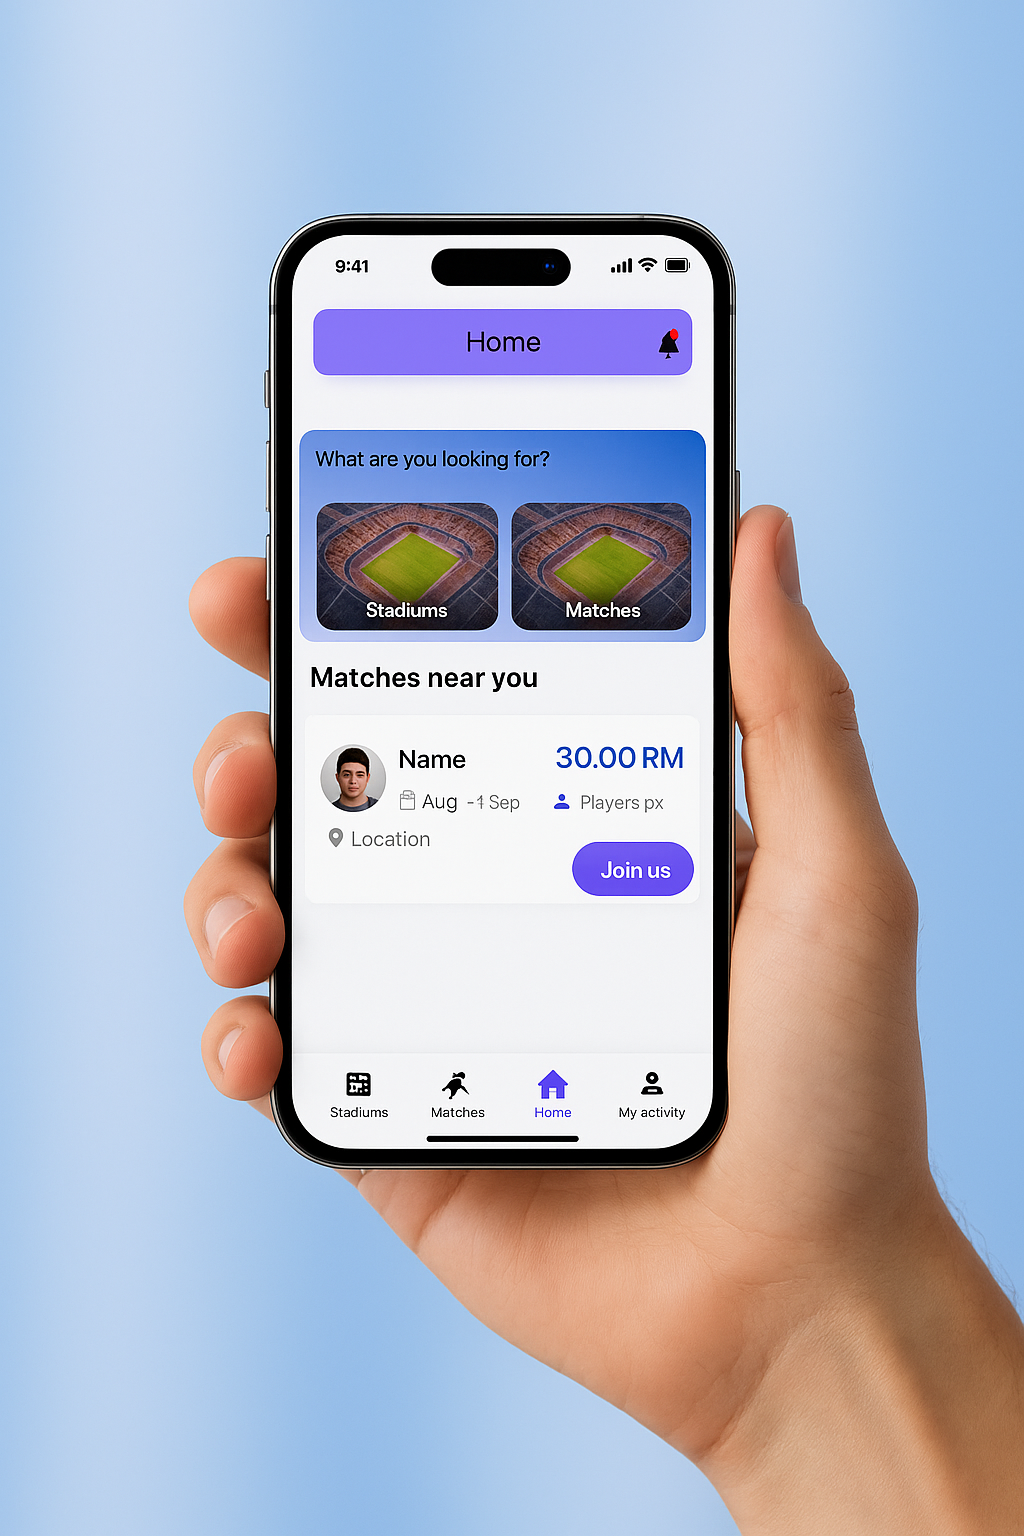 9:41
Home
What are you looking for?
Stadiums
Matches
Matches near you
Name
30.00 RM
Aug - 1 Sep
Players px
Location
Join us
Stadiums
Matches
Home
My activity